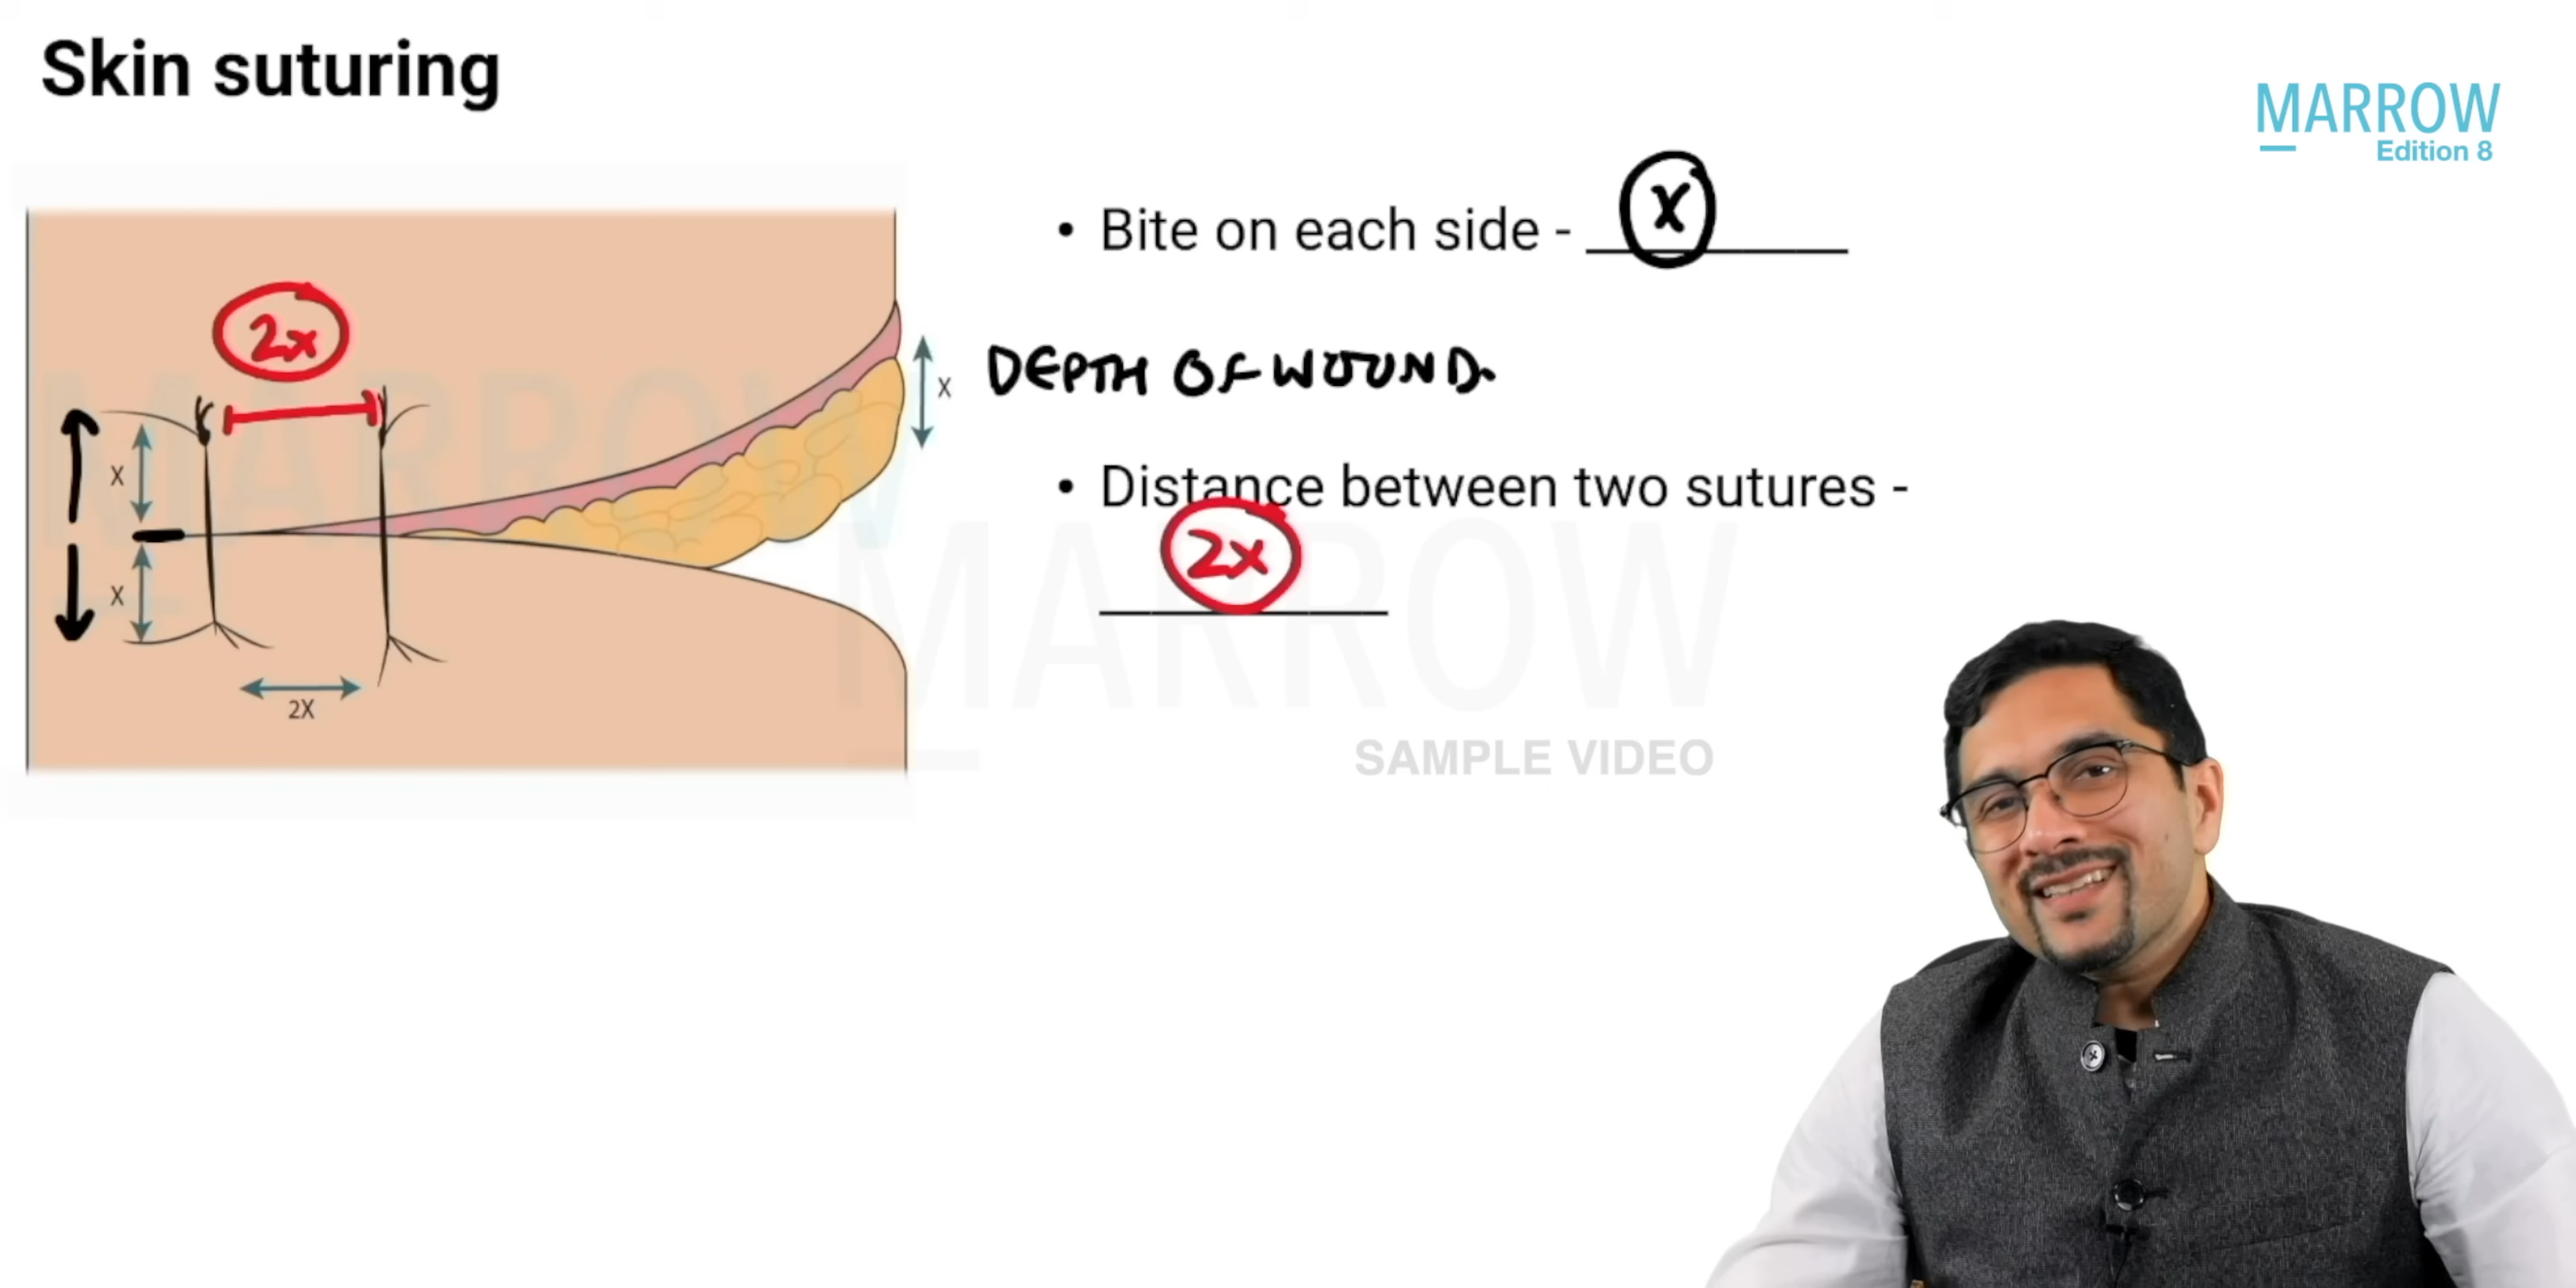 Skin suturing
MARROW
Edition 8
• Bite on each side - X
2x
X
DEPTH OF WOUND.
X
• Distance between two sutures -
2x
X
2X
MARROW
MARROW
SAMPLE VIDEO